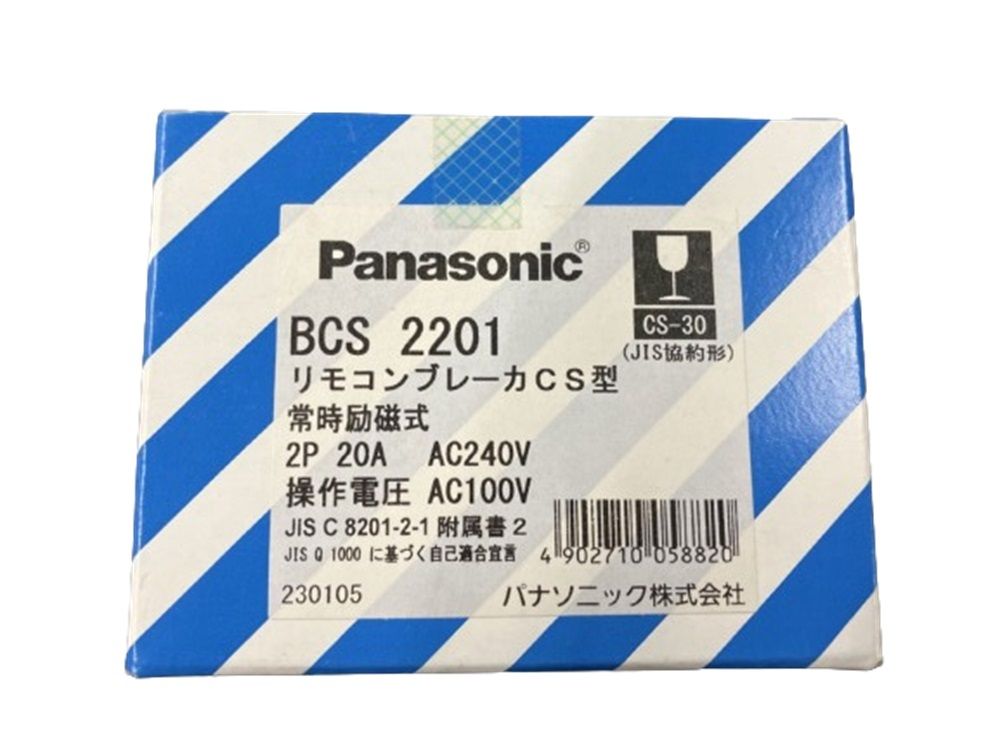 Panasonic®
CS-30
(JIS協約形)
BCS 2201
リモコンブレーカCS型
常時励磁式
2P 20A AC240V
操作電圧 AC100V
JIS C 8201-2-1 附属書2
JIS Q 1000 に基づく自己適合宣言
4 902710 058820
230105
パナソニック株式会社